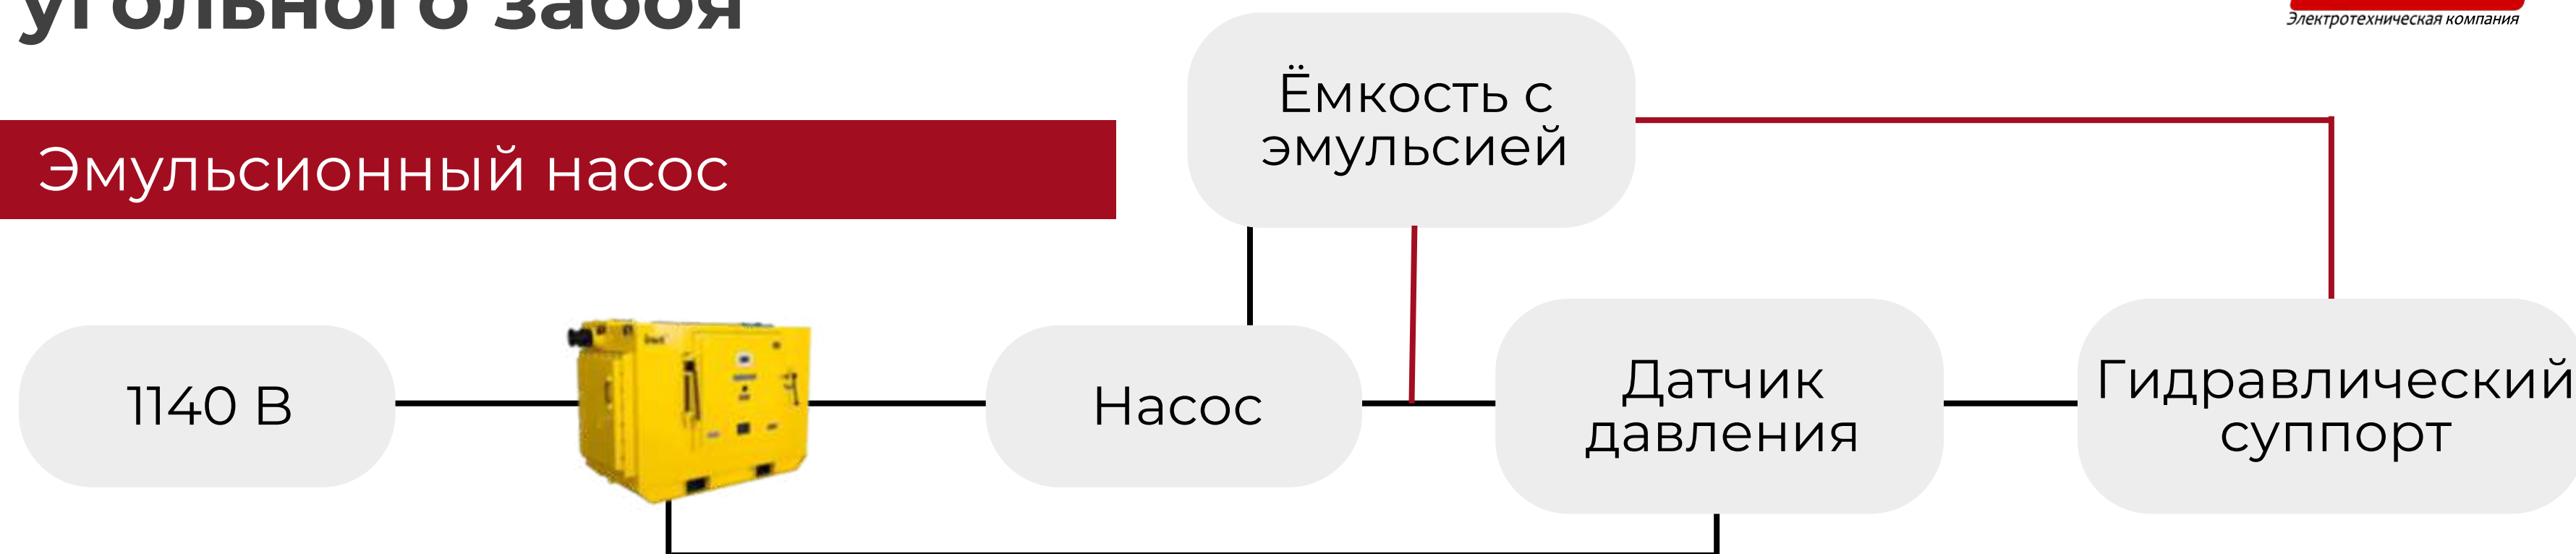 угольного забоя
Электротехническая компания
Ёмкость с
эмульсией
Эмульсионный насос
1140 В
Насос
Датчик
давления
Гидравлический
суппорт